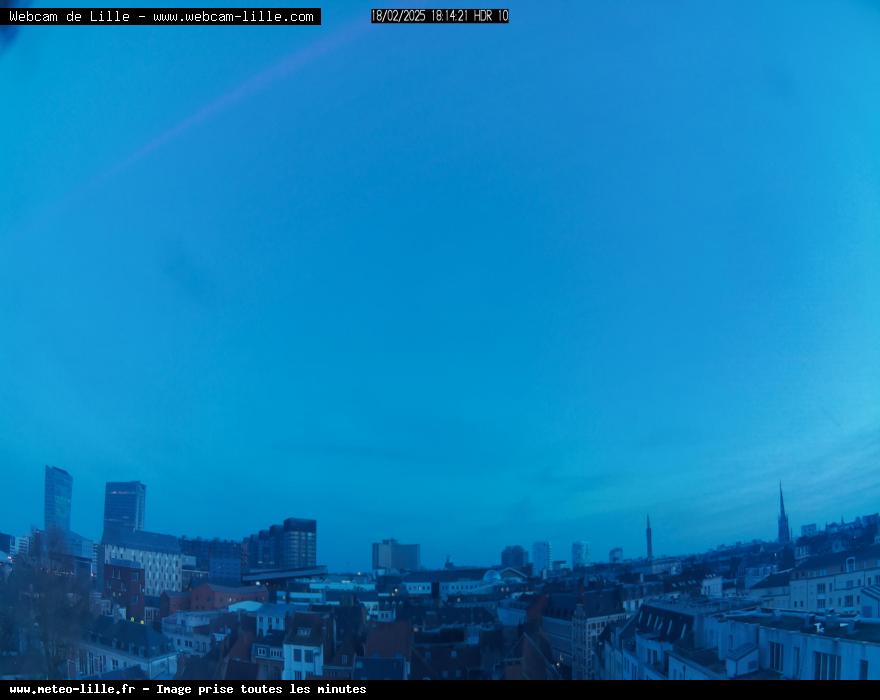 Webcam de Lille - www.webcam-lille.com
18/02/2025 18:14:21 HDR 10
www.meteo-lille.fr - Image prise toutes les minutes